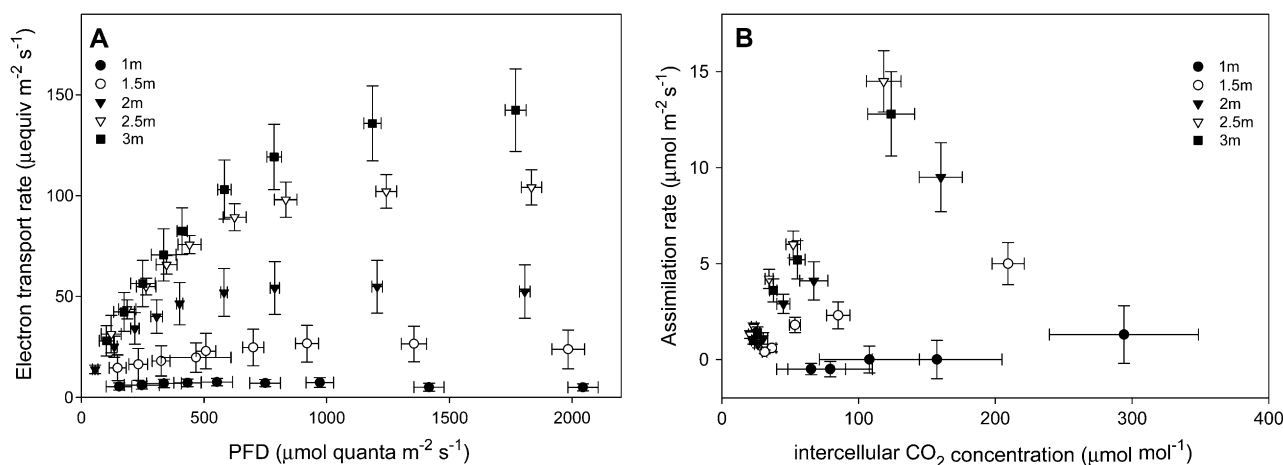 A
1m
1.5m
2m
2.5m
3m
Electron transport rate (μequiv m-2 s-1)
150
100
50
0
0 500 1000 1500 2000
PFD (μmol quanta m-2 s-1)
B
1m
1.5m
2m
2.5m
3m
Assimilation rate (μmol m-2 s-1)
15
10
5
0
0 100 200 300 400
intercellular CO2 concentration (μmol mol-1)